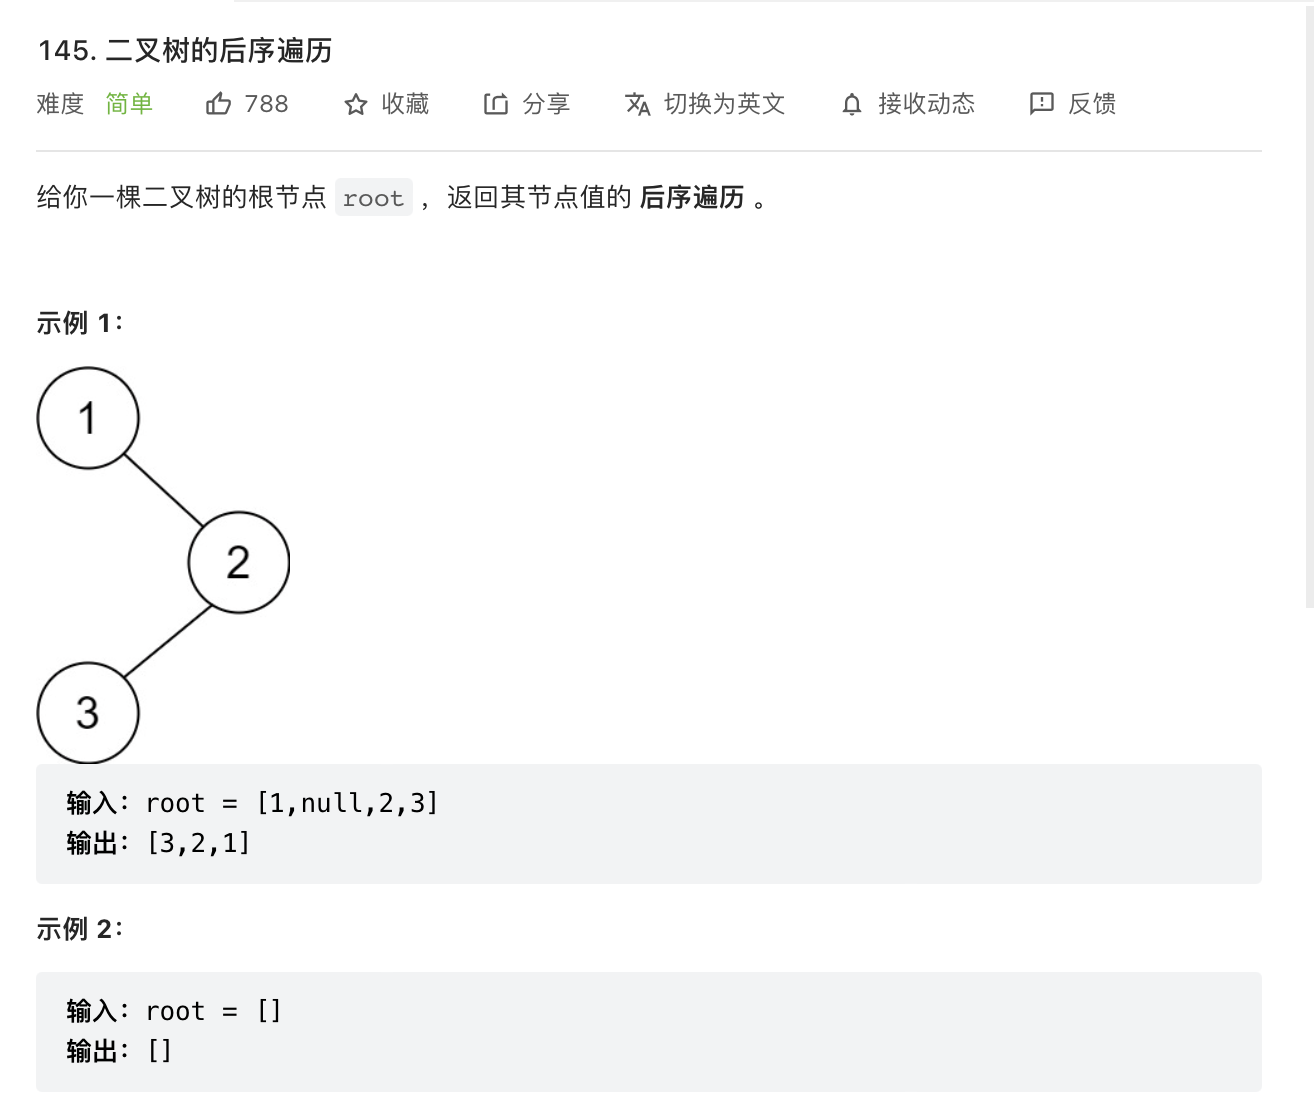 145. 二叉树的后序遍历
难度 简单 788 收藏 分享 切换为英文 接收动态 反馈
给你一棵二叉树的根节点 root ，返回其节点值的 后序遍历 。
示例 1：
1
2
3
输入：root = [1,null,2,3]
输出：[3,2,1]
示例 2：
输入：root = []
输出：[]